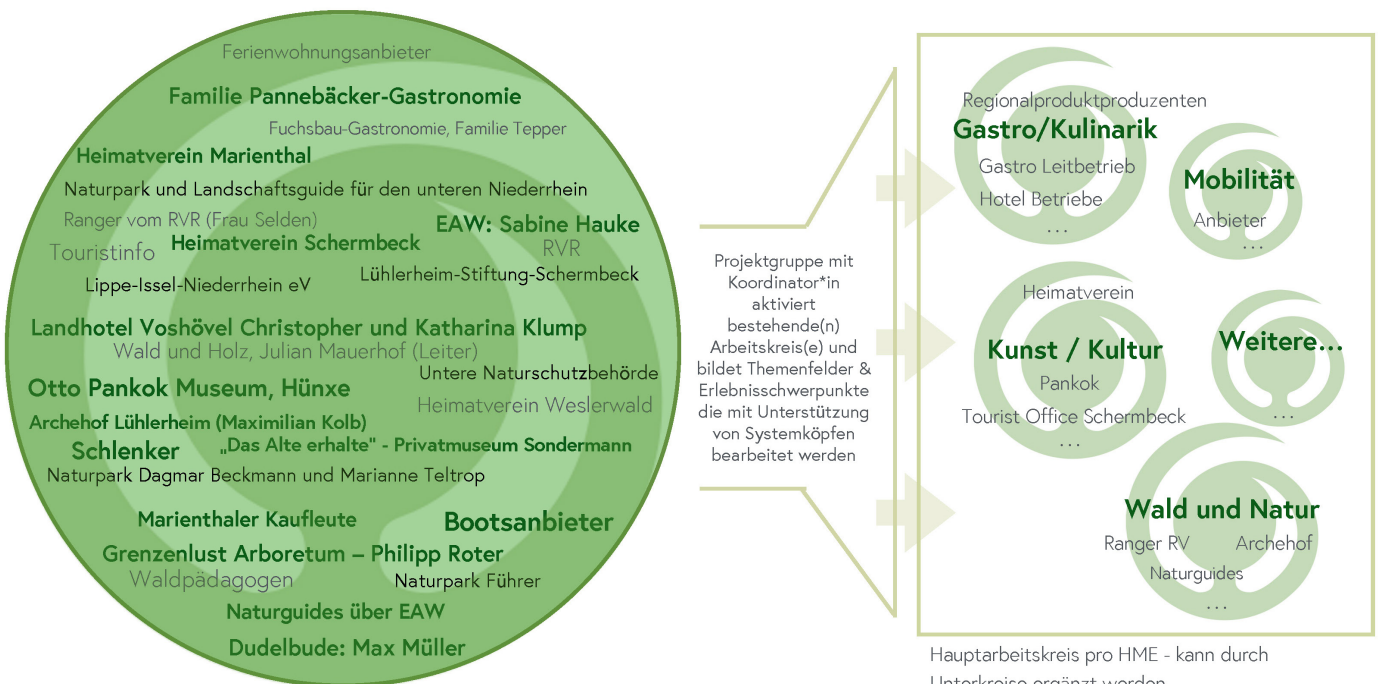 Ferienwohnungsanbieter
Familie Pannebäcker-Gastronomie
Fuchsbau-Gastronomie, Familie Tepper
Heimatverein Marienthal
Naturpark und Landschaftsguide für den unteren Niederrhein
Ranger vom RVR (Frau Selden)
EAW: Sabine Hauke
Touristinfo
Heimatverein Schermbeck
RVR
Lühlerheim-Stiftung-Schermbeck
Lippe-Issel-Niederrhein eV
Landhotel Voshövel Christopher und Katharina Klump
Wald und Holz, Julian Mauerhof (Leiter)
Untere Naturschutzbehörde
Otto Pankok Museum, Hünxe
Heimatverein Weslerwald
Archehof Lühlerheim (Maximilian Kolb)
Schlenker
„Das Alte erhalte" - Privatmuseum Sondermann
Naturpark Dagmar Beckmann und Marianne Teltrop
Marienthaler Kaufleute
Bootsanbieter
Grenzenlust Arboretum – Philipp Roter
Waldpädagogen
Naturpark Führer
Naturguides über EAW
Dudelbude: Max Müller
Projektgruppe mit
Koordinator*in
aktiviert
bestehende(n)
Arbeitskreis(e) und
bildet Themenfelder &
Erlebnisschwerpunkte
die mit Unterstützung
von Systemköpfen
bearbeitet werden
Regionalproduktproduzenten
Gastro/Kulinarik
Gastro Leitbetrieb
Hotel Betriebe
...
Mobilität
Anbieter
...
Heimatverein
Kunst / Kultur
Pankok
Tourist Office Schermbeck
...
Weitere...
...
Wald und Natur
Ranger RV
Archehof
Naturguides
...
Hauptarbeitskreis pro HME - kann durch
Unterkreise ergänzt werden